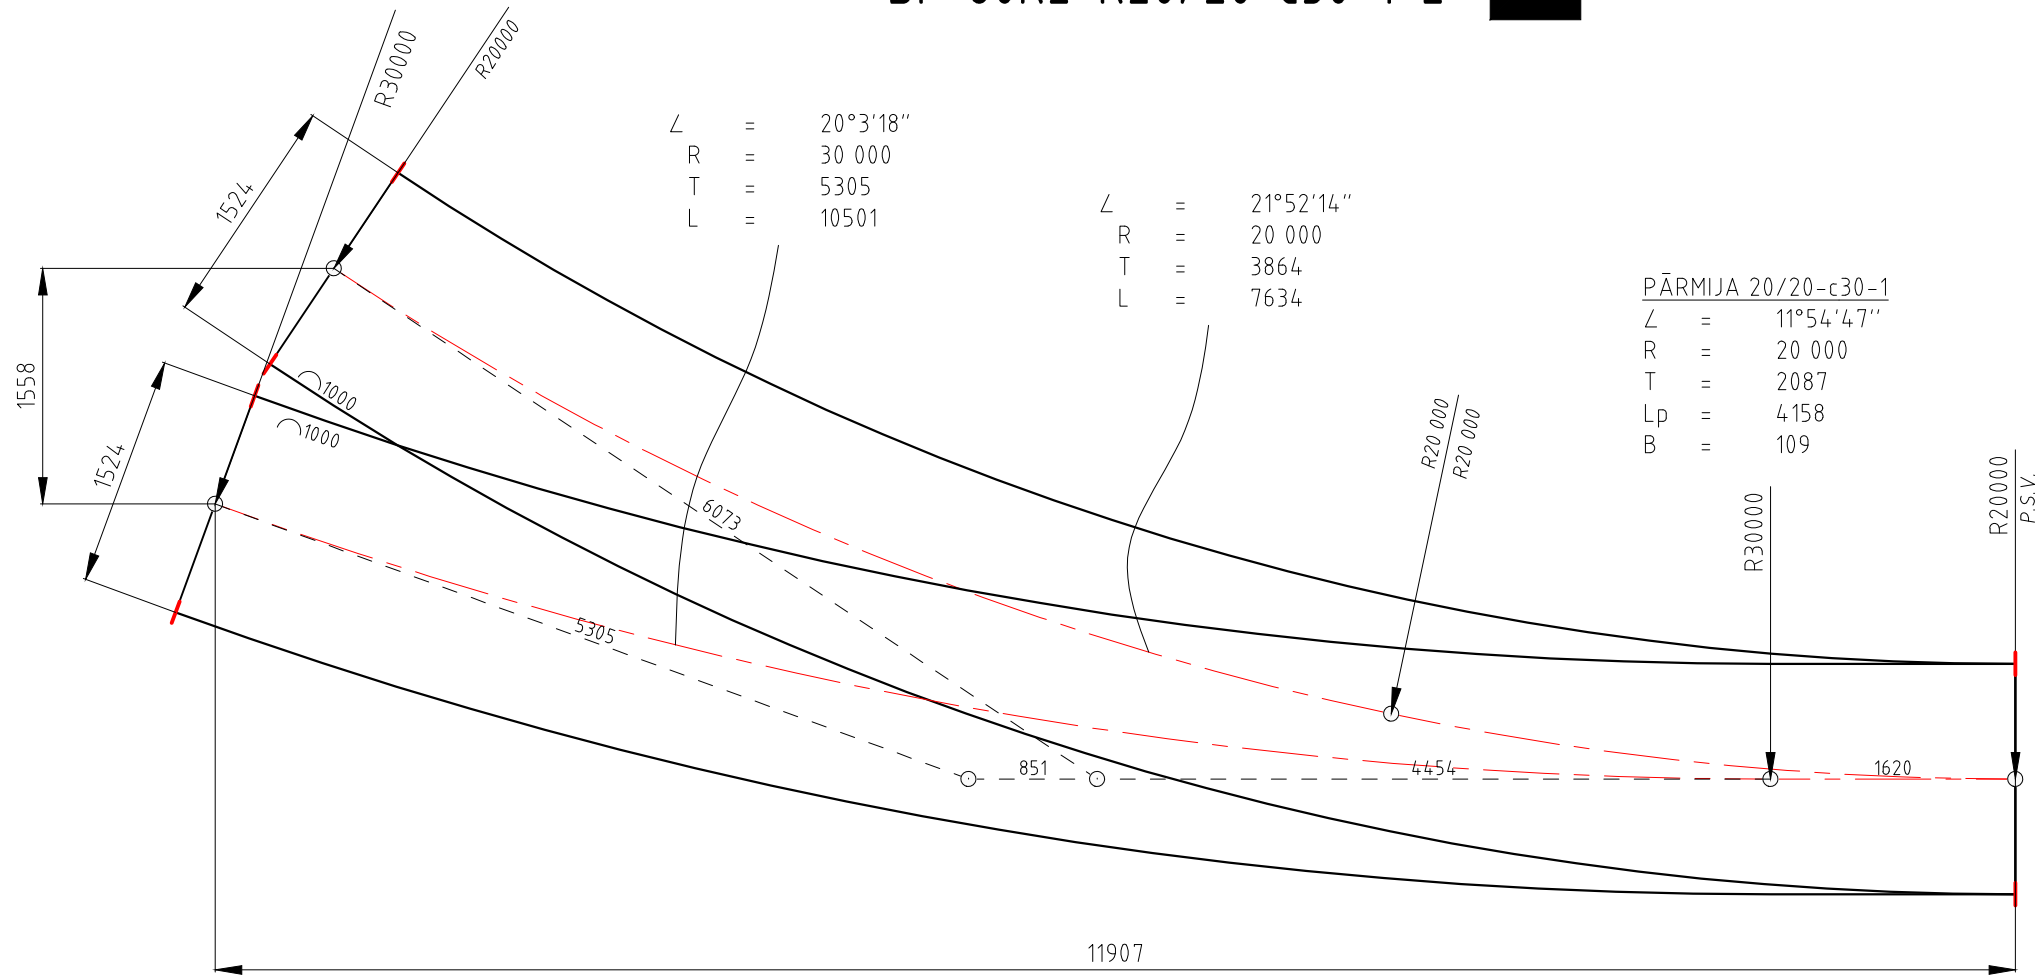 R30000
R20000
∠ = 20°3'18"
R = 30 000
T = 5305
L = 10501
1524
∠ = 21°52'14"
R = 20 000
T = 3864
L = 7634
PĀRMIJA 20/20-c30-1
∠ = 11°54'47"
R = 20 000
T = 2087
Lp = 4158
B = 109
1558
1000
1000
1524
R20 000
R20 000
R30000
R20000
P.S.V.
6073
5305
851
4454
1620
11907